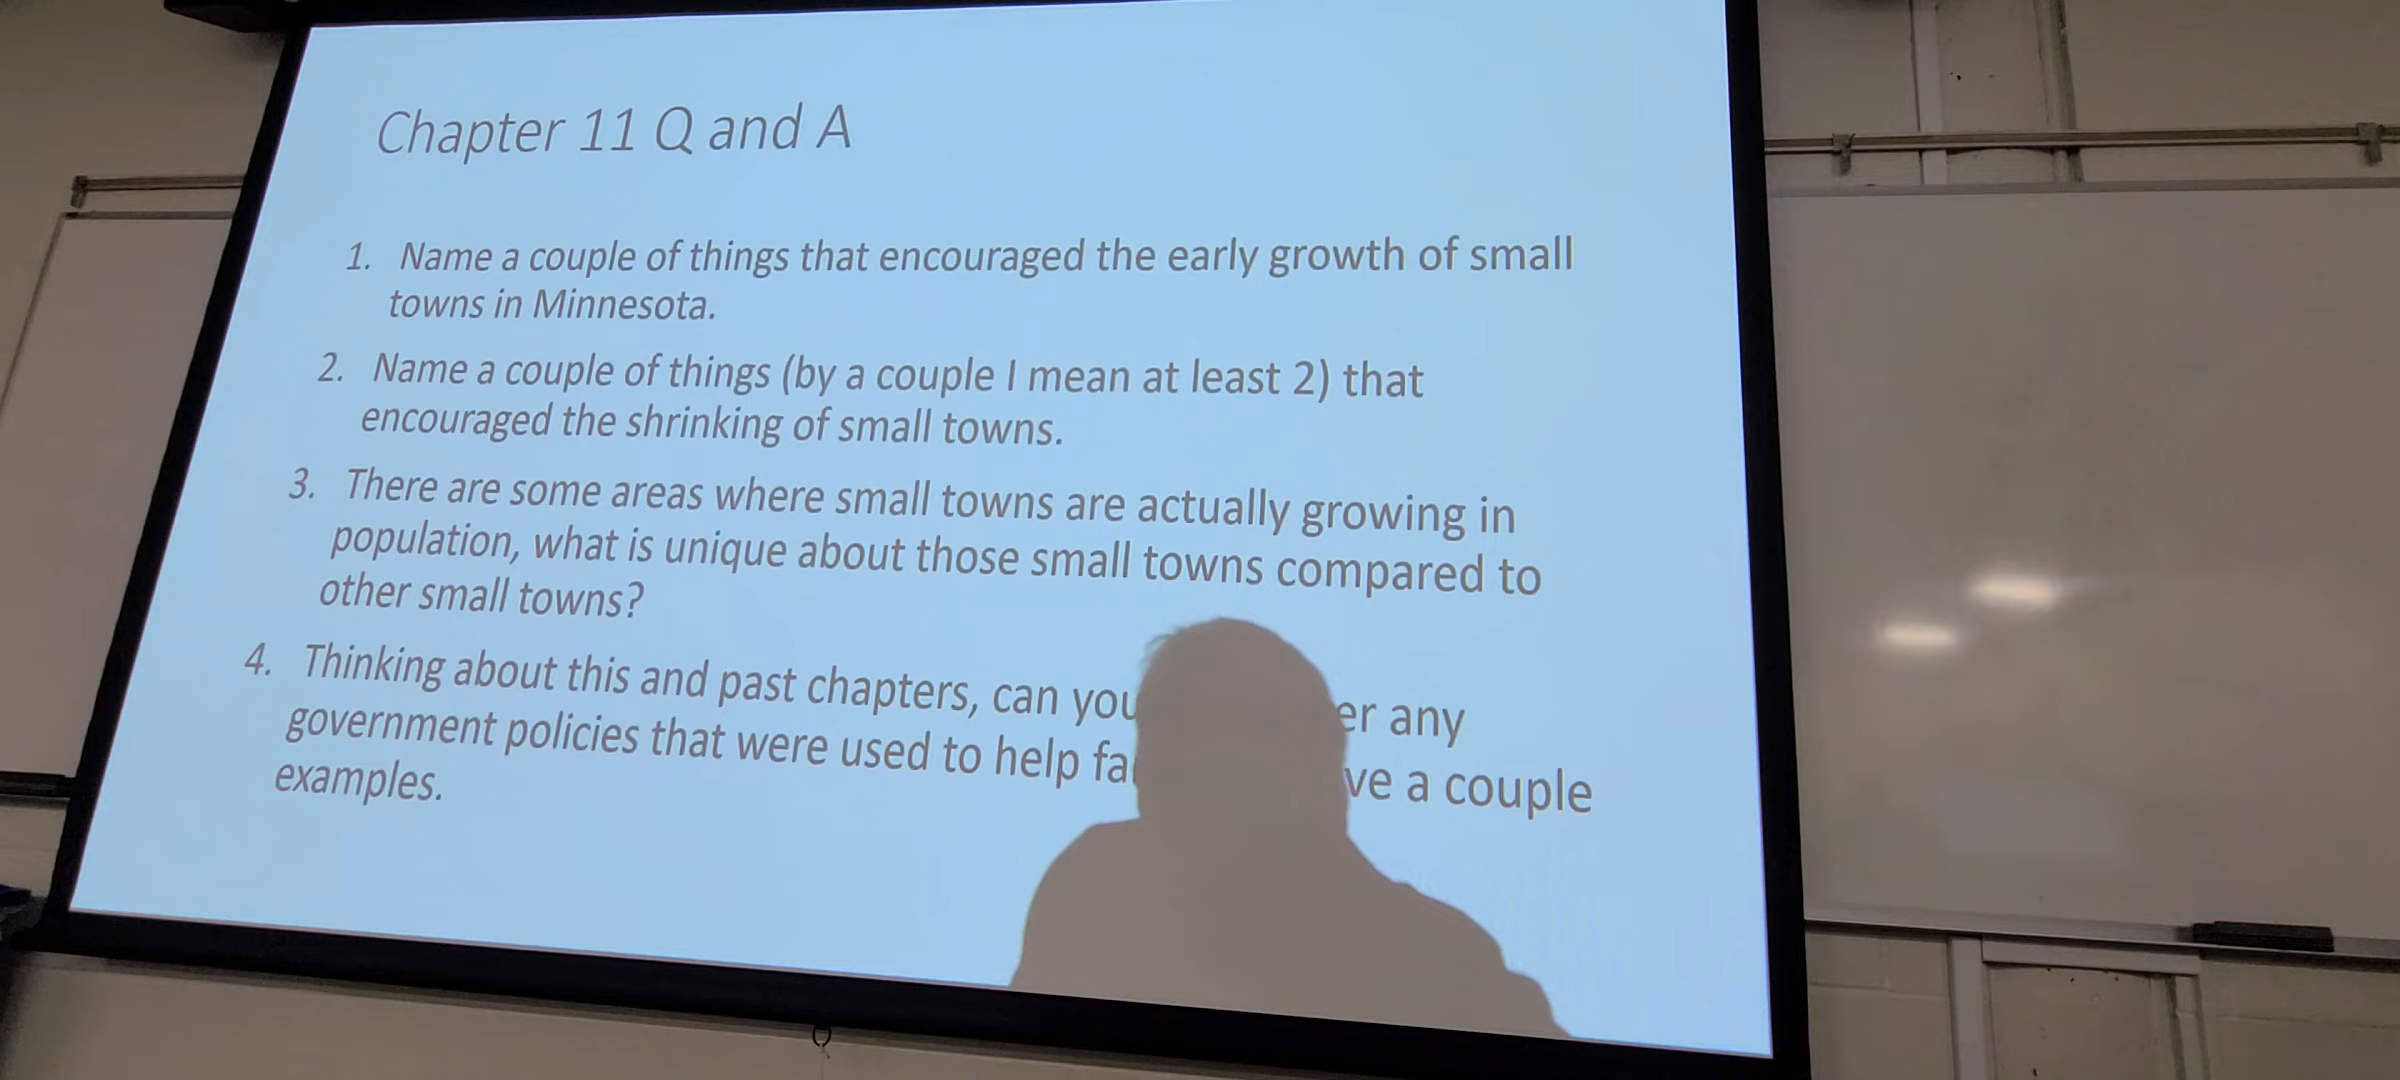 Chapter 11 Q and A
1. Name a couple of things that encouraged the early growth of small
towns in Minnesota.
2. Name a couple of things (by a couple I mean at least 2) that
encouraged the shrinking of small towns.
3. There are some areas where small towns are actually growing in
population, what is unique about those small towns compared to
other small towns?
4. Thinking about this and past chapters, can you any
government policies that were used to help a couple
examples.